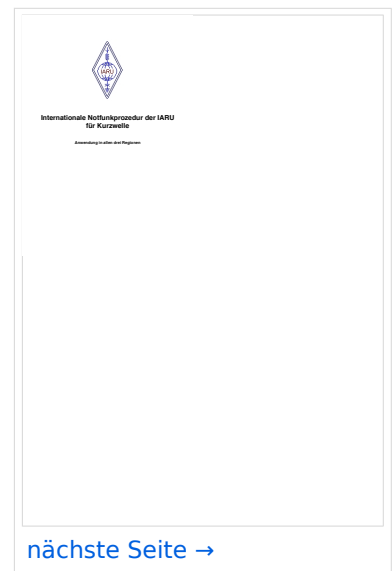 IARU
Internationale Notfunkprozedur der IARU
für Kurzwelle
Anwendung in allen drei Regionen
nächste Seite →